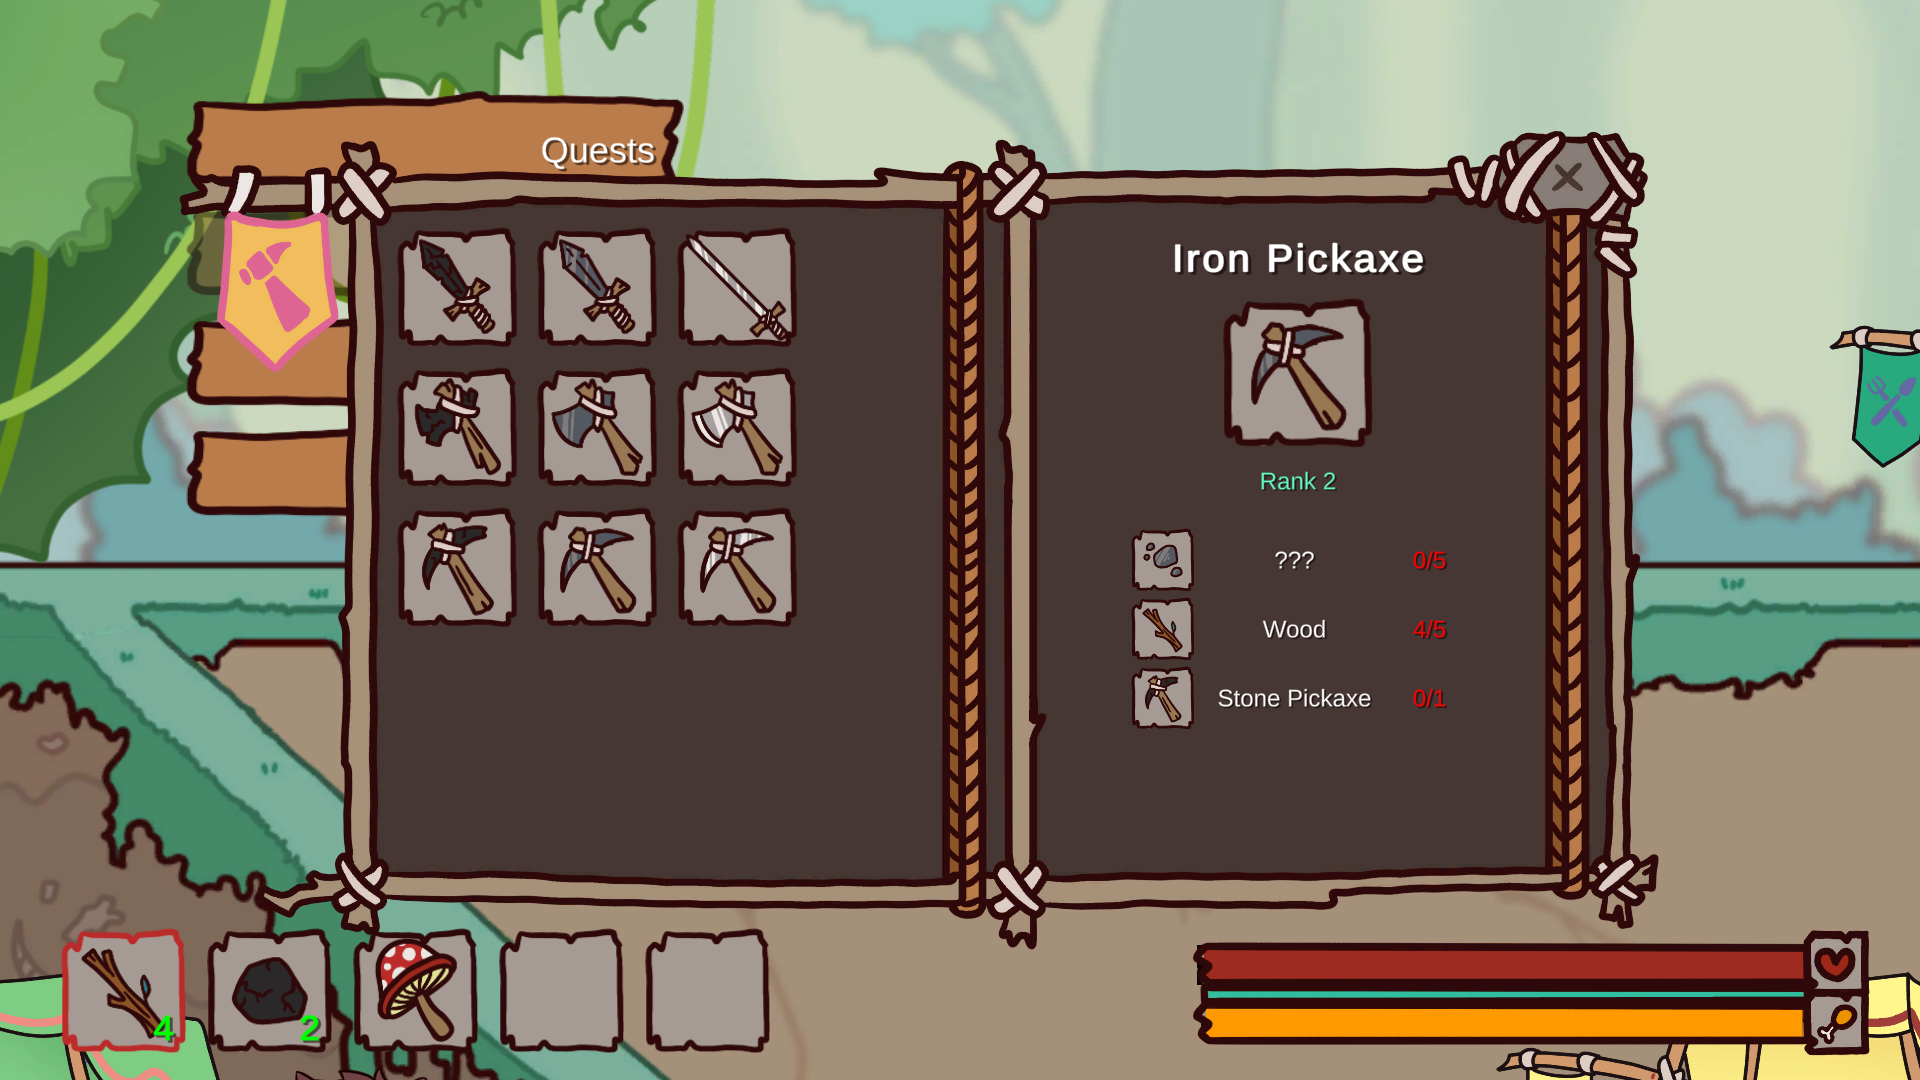 Quests
Iron Pickaxe
Rank 2
??? 0/5
Wood 4/5
Stone Pickaxe 0/1
4
2